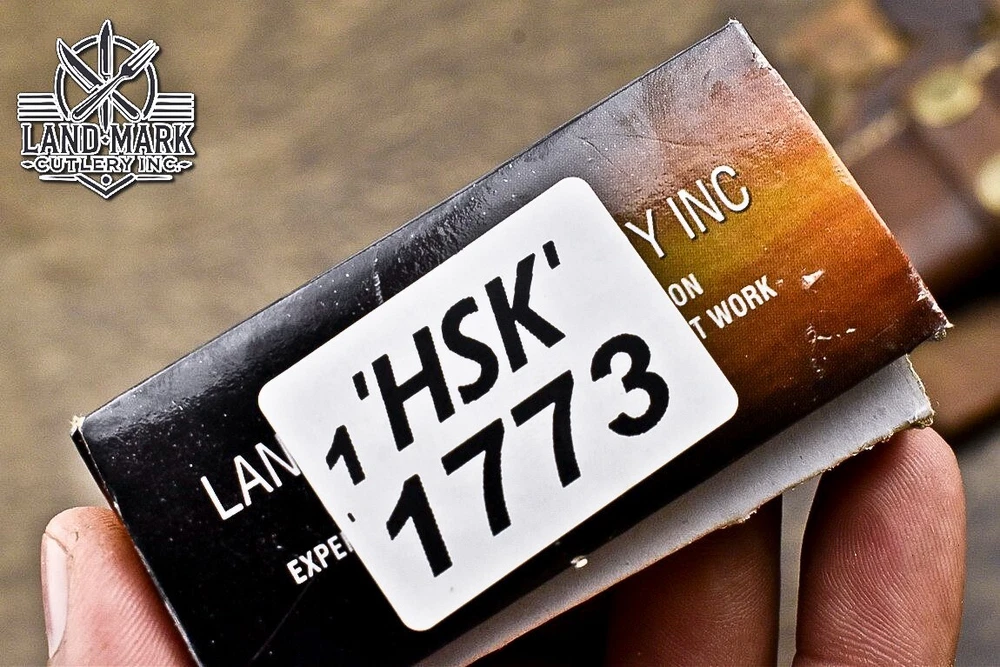 LAND MARK
CUTLERY INC.
LAN Y INC
EXPE ON
T WORK
'HSK'
1
1773